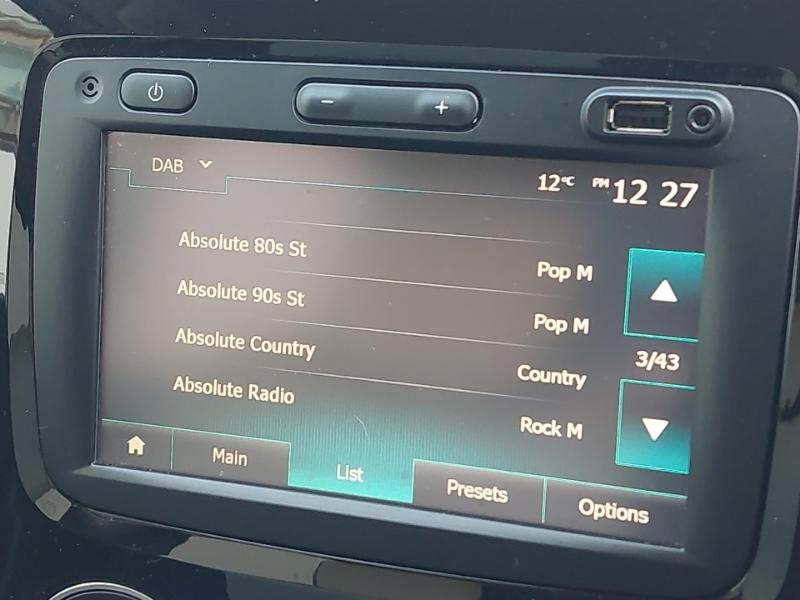 DAB
12°C PM 12 27
Absolute 80s St Pop M
Absolute 90s St Pop M
Absolute Country Country
Absolute Radio Rock M
3/43
Main List Presets Options